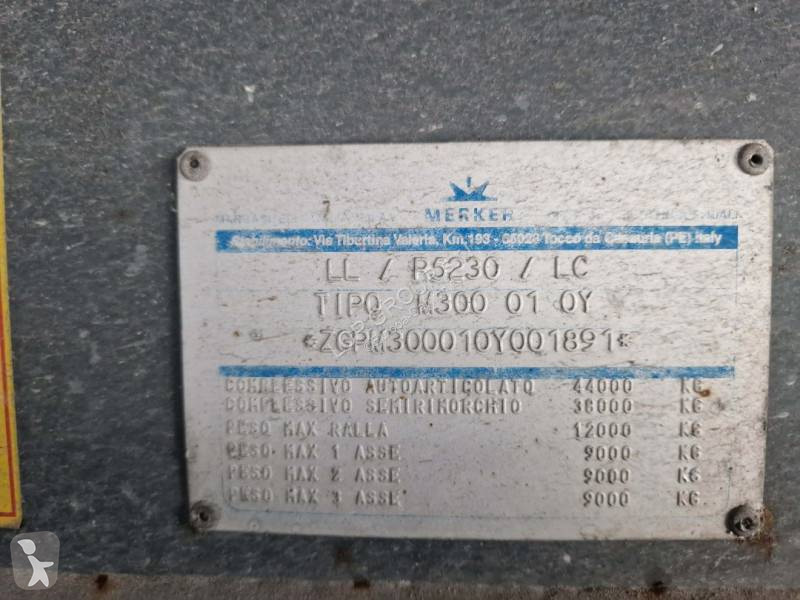 MERKER
Stabilimento: Via Tiburtina Valeria, Km.193 - 65028 Tocco da Casauria (PE) Italy
LL / R5230 / LC
TIPO M300 01 0Y
*ZCPM300010Y001891*
COMPLESSIVO AUTOARTICOLATO 44000 KG
COMPLESSIVO SEMIRIMORCHIO 38000 KG
PESO MAX RALLA 12000 KG
PESO MAX 1 ASSE 9000 KG
PESO MAX 2 ASSE 9000 KG
PESO MAX 3 ASSE 9000 KG